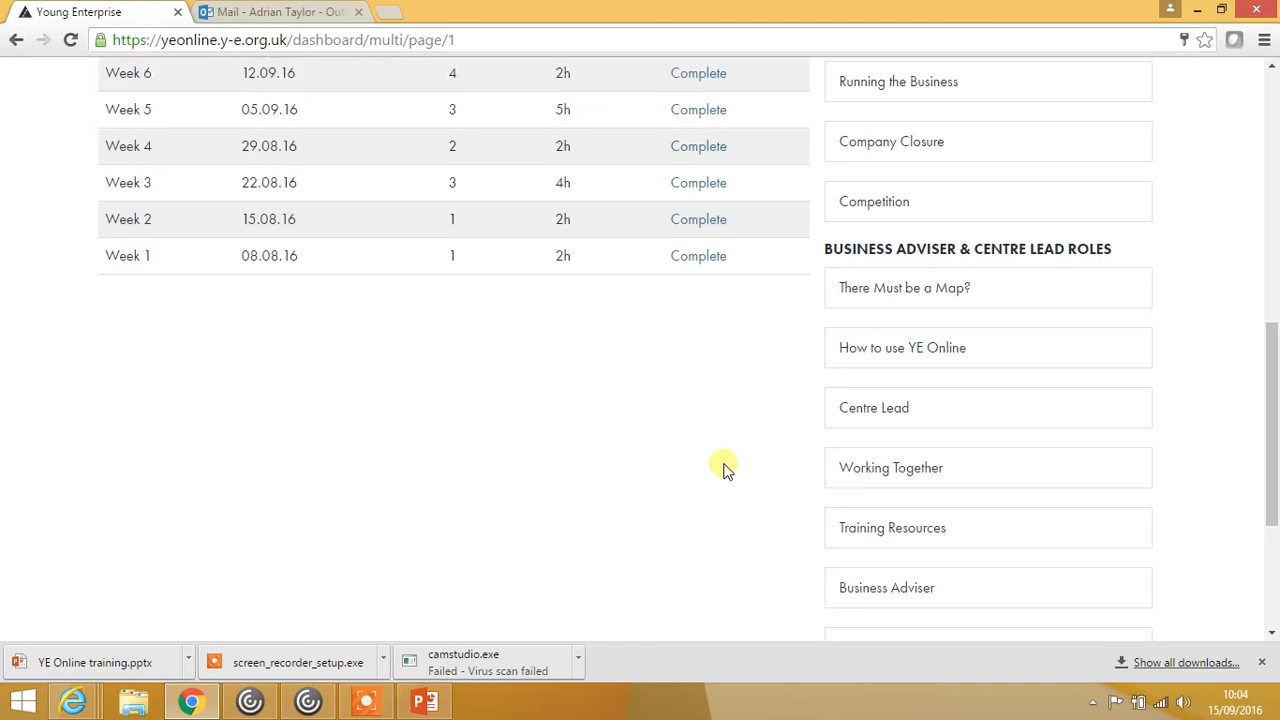 Young Enterprise
Mail - Adrian Taylor - Out
https://yeonline.y-e.org.uk/dashboard/multi/page/1
Week 6 12.09.16 4 2h Complete
Week 5 05.09.16 3 5h Complete
Week 4 29.08.16 2 2h Complete
Week 3 22.08.16 3 4h Complete
Week 2 15.08.16 1 2h Complete
Week 1 08.08.16 1 2h Complete
Running the Business
Company Closure
Competition
BUSINESS ADVISER & CENTRE LEAD ROLES
There Must be a Map?
How to use YE Online
Centre Lead
Working Together
Training Resources
Business Adviser
YE Online training.pptx
screen_recorder_setup.exe
camstudio.exe
Failed - Virus scan failed
Show all downloads...
10:04
15/09/2016